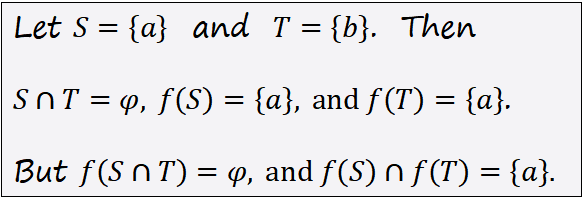 Let S = {a} and T = {b}. Then
S ∩ T = φ, f(S) = {a}, and f(T) = {a}.
But f(S ∩ T) = φ, and f(S) ∩ f(T) = {a}.